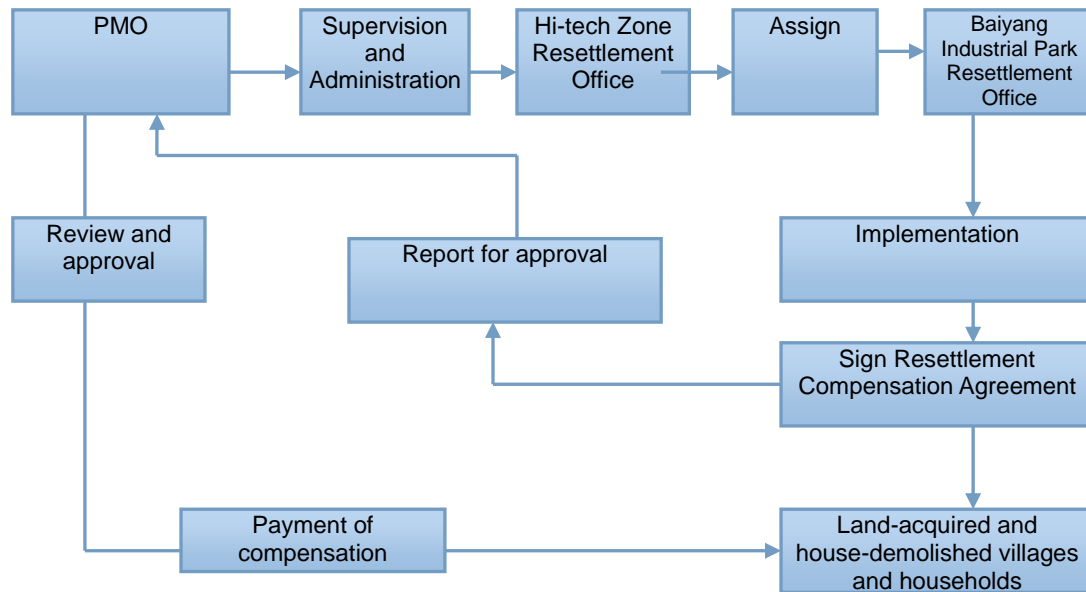 PMO
Supervision
and
Administration
Hi-tech Zone
Resettlement
Office
Assign
Baiyang
Industrial Park
Resettlement
Office
Review and
approval
Report for approval
Implementation
Sign Resettlement
Compensation Agreement
Payment of
compensation
Land-acquired and
house-demolished villages
and households